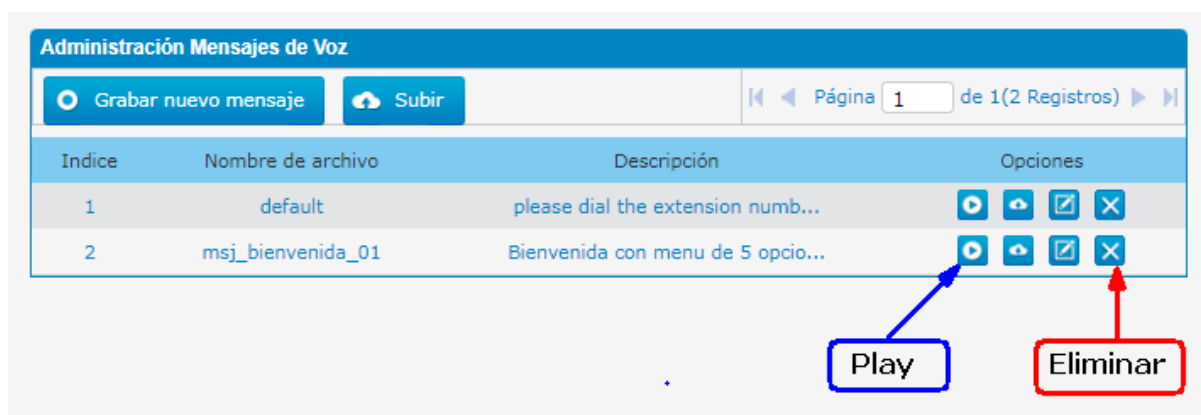 Administración Mensajes de Voz
Grabar nuevo mensaje Subir Página 1 de 1(2 Registros)
Indice Nombre de archivo Descripción Opciones
1 default please dial the extension numb...
2 msj_bienvenida_01 Bienvenida con menu de 5 opcio...
Play Eliminar